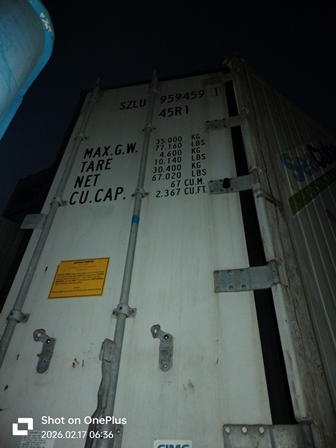 SZLU 959459 1
45R1
MAX.G.W. 35.000 KG
77.160 LBS
TARE 4.600 KG
10.140 LBS
NET 30.400 KG
67.020 LBS
CU.CAP. 67 CU.M.
2.367 CU.FT.
CIMC
Shot on OnePlus
2026.02.17 06:36